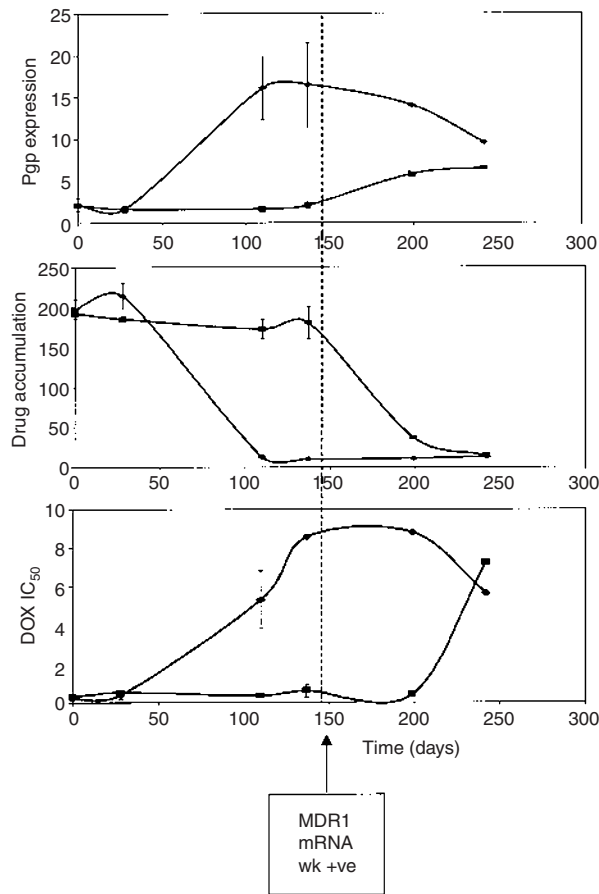 25
20
15
10
5
0
Pgp expression
0 50 100 150 200 250 300
250
200
150
100
50
0
Drug accumulation
0 50 100 150 200 250 300
10
8
6
4
2
0
DOX IC50
0 50 100 150 200 250 300
Time (days)
MDR1
mRNA
wk +ve